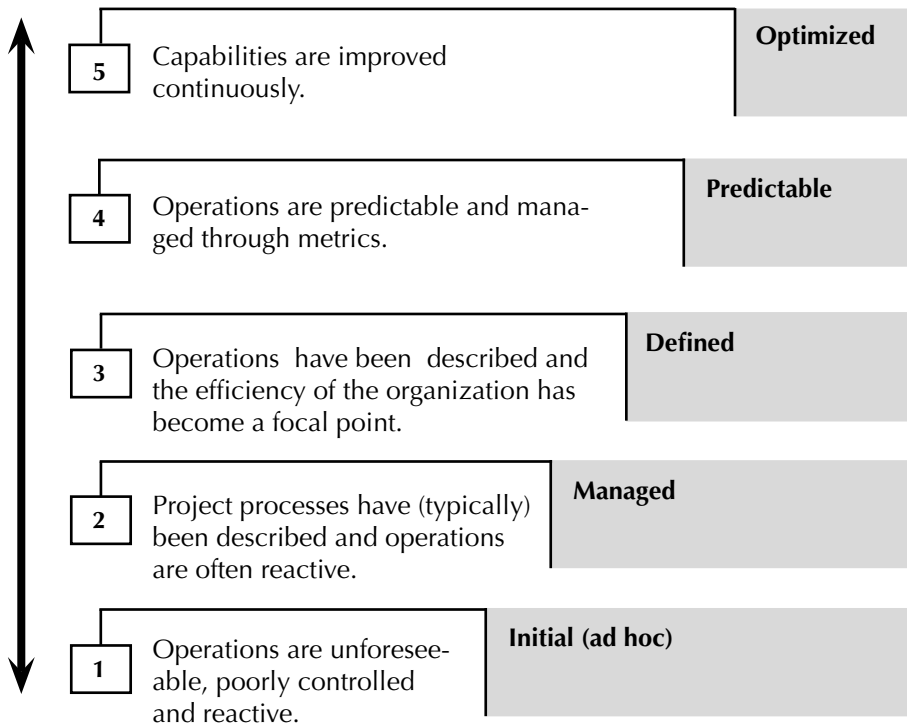 Optimized
5
Capabilities are improved
continuously.
Predictable
4
Operations are predictable and mana-
ged through metrics.
Defined
3
Operations have been described and
the efficiency of the organization has
become a focal point.
Managed
2
Project processes have (typically)
been described and operations
are often reactive.
Initial (ad hoc)
1
Operations are unforesee-
able, poorly controlled
and reactive.